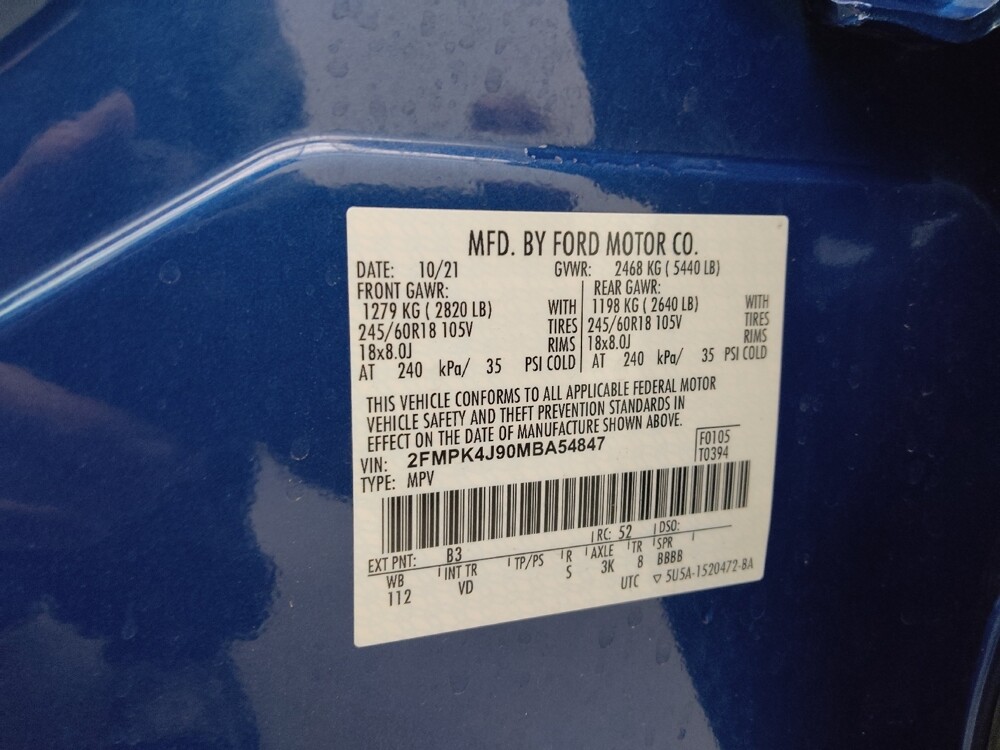 MFD. BY FORD MOTOR CO.
DATE: 10/21 GVWR: 2468 KG ( 5440 LB)
FRONT GAWR: REAR GAWR:
1279 KG ( 2820 LB) WITH 1198 KG ( 2640 LB) WITH
245/60R18 105V TIRES 245/60R18 105V TIRES
18x8.0J RIMS 18x8.0J RIMS
AT 240 kPa/ 35 PSI COLD AT 240 kPa/ 35 PSI COLD
THIS VEHICLE CONFORMS TO ALL APPLICABLE FEDERAL MOTOR
VEHICLE SAFETY AND THEFT PREVENTION STANDARDS IN
EFFECT ON THE DATE OF MANUFACTURE SHOWN ABOVE.
VIN: 2FMPK4J90MBA54847 F0105
TYPE: MPV T0394
EXT PNT: B3 RC: 52 DSO:
WB INT TR TP/PS R AXLE TR SPR
112 VD S 3K 8 BBBB
UTC ▽ 5U5A-1520472-BA